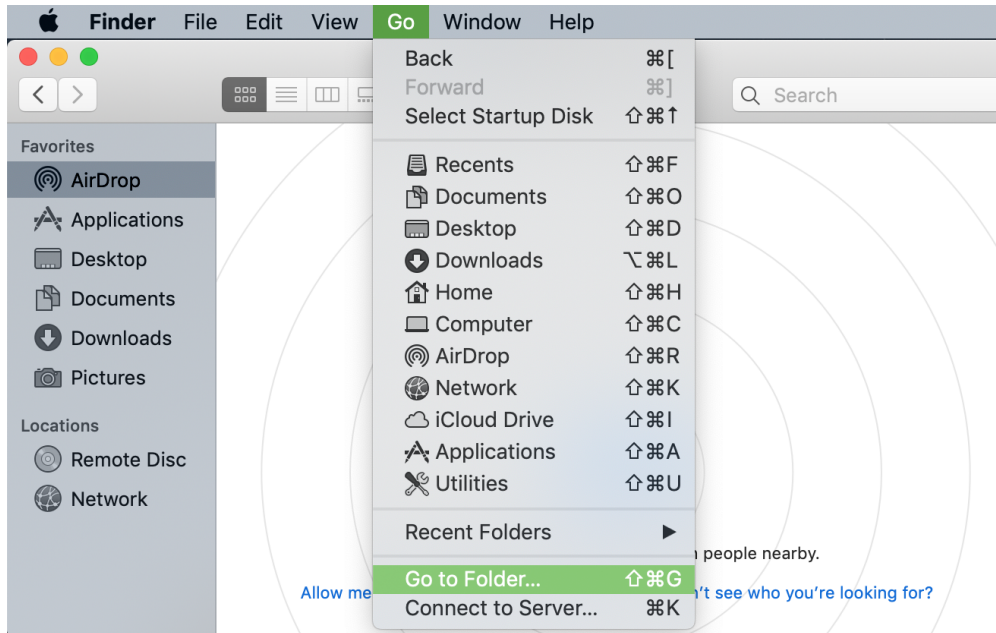 Finder File Edit View Go Window Help
Search
Favorites
AirDrop
Applications
Desktop
Documents
Downloads
Pictures
Locations
Remote Disc
Network
Back ⌘[
Forward ⌘]
Select Startup Disk ⇧⌘↑
Recents ⇧⌘F
Documents ⇧⌘O
Desktop ⇧⌘D
Downloads ⌥⌘L
Home ⇧⌘H
Computer ⇧⌘C
AirDrop ⇧⌘R
Network ⇧⌘K
iCloud Drive ⇧⌘I
Applications ⇧⌘A
Utilities ⇧⌘U
Recent Folders ▶
Go to Folder... ⇧⌘G
Connect to Server... ⌘K
people nearby.
Allow me 't see who you're looking for?